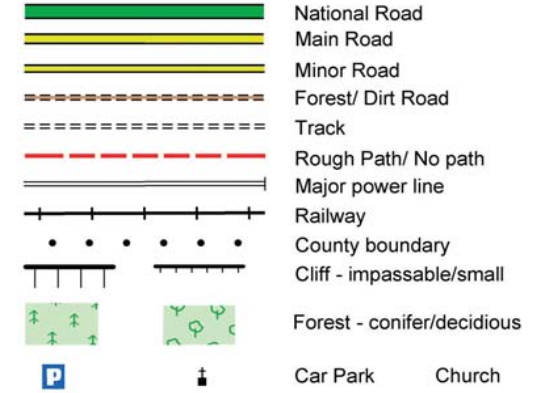 National Road
Main Road
Minor Road
Forest/ Dirt Road
Track
Rough Path/ No path
Major power line
Railway
County boundary
Cliff - impassable/small
Forest - conifer/decidious
P Car Park Church